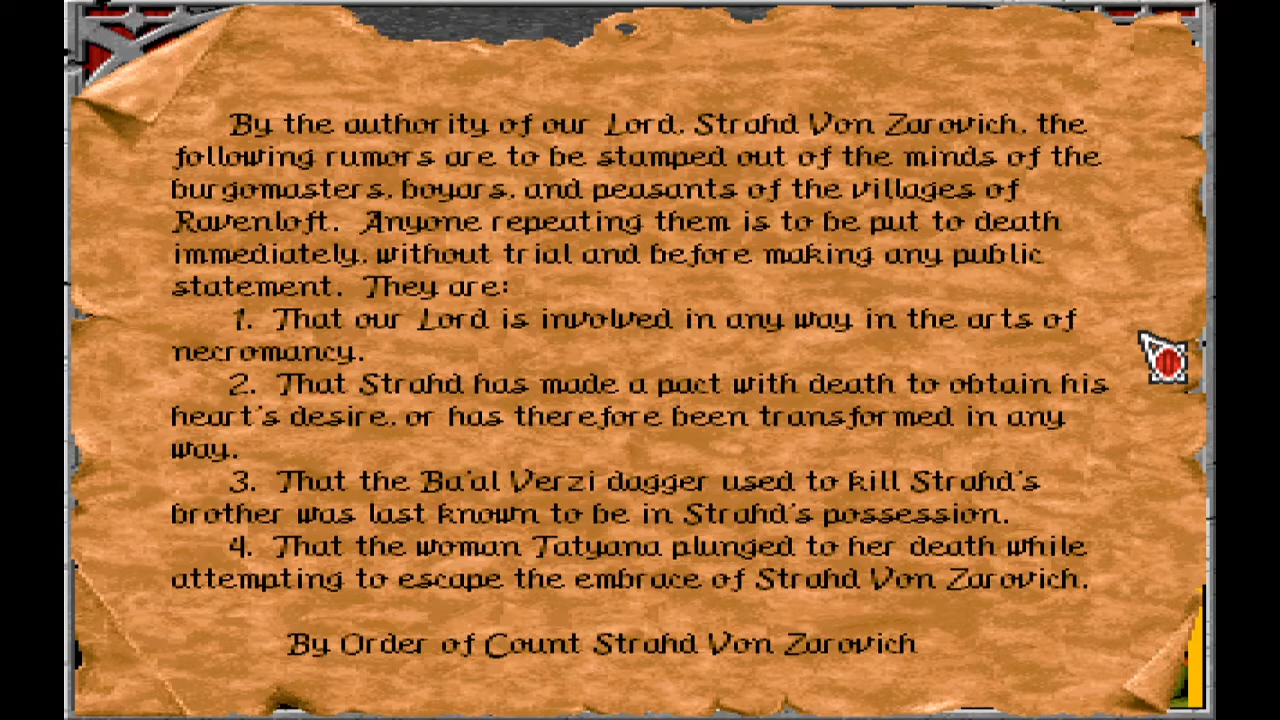 By the authority of our Lord, Strahd Von Zarovich, the
following rumors are to be stamped out of the minds of the
burgomasters, boyars, and peasants of the villages of
Ravenloft. Anyone repeating them is to be put to death
immediately, without trial and before making any public
statement. They are:
1. That our Lord is involved in any way in the arts of
necromancy.
2. That Strahd has made a pact with death to obtain his
heart's desire, or has therefore been transformed in any
way.
3. That the Ba'al Verzi dagger used to kill Strahd's
brother was last known to be in Strahd's possession.
4. That the woman Tatyana plunged to her death while
attempting to escape the embrace of Strahd Von Zarovich.
By Order of Count Strahd Von Zarovich